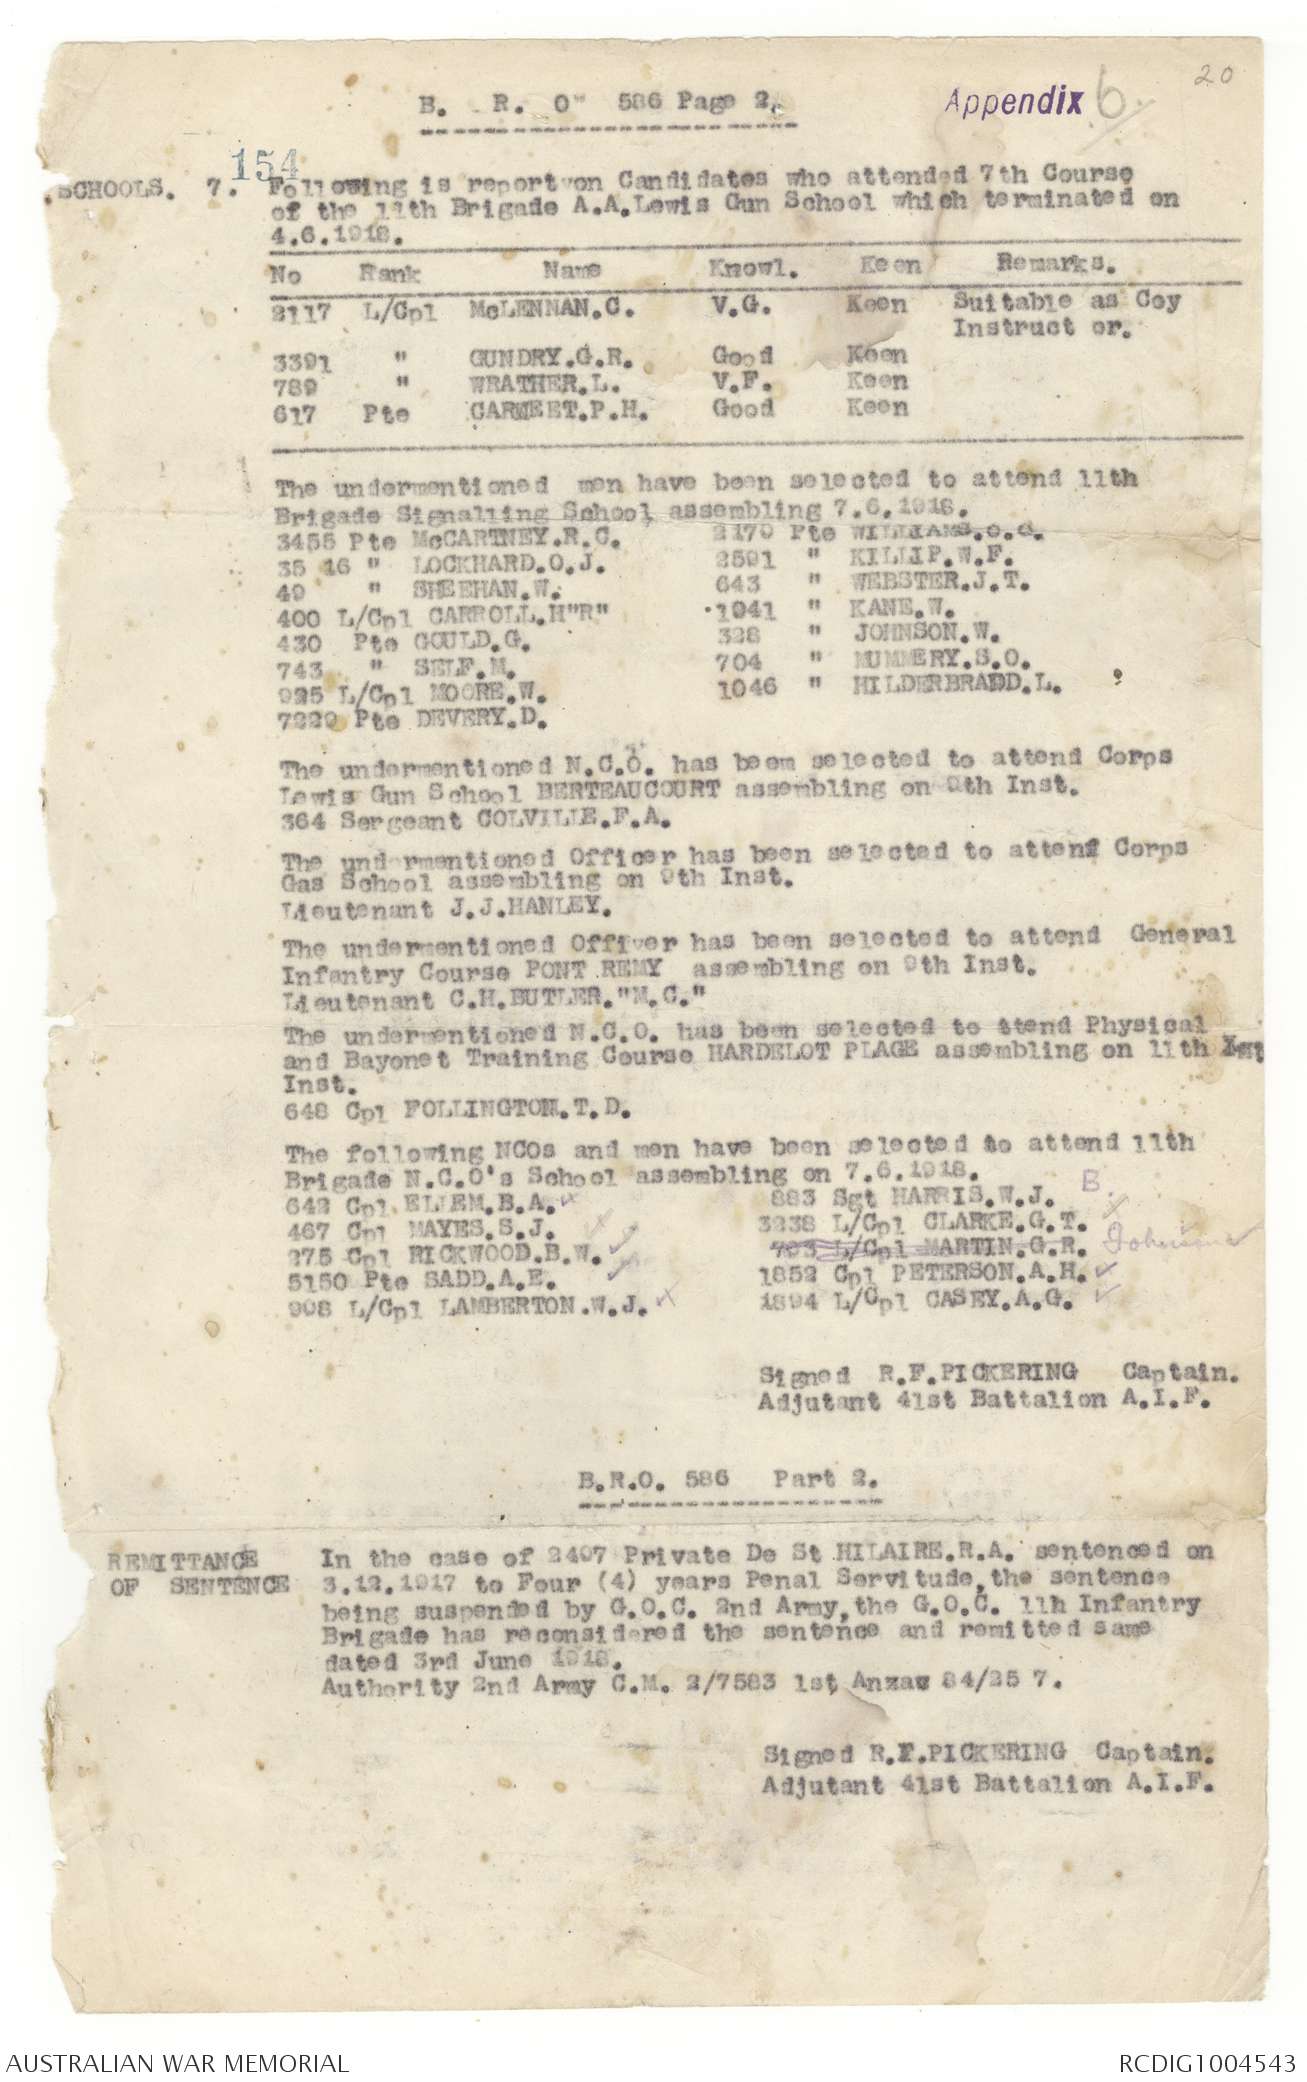 20
B. R. O" 586 Page 2.
Appendix 6.
154
SCHOOLS. 7. Following is report on Candidates who attended 7th Course
of the 11th Brigade A.A.Lewis Gun School which terminated on
4.6.1918.
No Rank Name Knowl. Keen Remarks.
2117 L/Cpl McLENNAN.C. V.G. Keen Suitable as Coy
Instruct or.
3391 " GUNDRY.G.R. Good Keen
789 " WRATHER.L. V.F. Keen
617 Pte CARWEET.P.H. Good Keen
The undermentioned men have been selected to attend 11th
Brigade Signalling School assembling 7.6.1918.
3455 Pte McCARTNEY.R.C. 2170 Pte WILLIAMS.O.C.
35 16 " LOCKHARD.O.J. 2591 " KILLIP.W.F.
49 " SHEEHAN.W. 643 " WEBSTER.J.T.
400 L/Cpl CARROLL.H"R" 1041 " KANE.W.
430 Pte GOULD.G. 328 " JOHNSON.W.
743 " SELF.M. 704 " MUMMERY.S.O.
925 L/Cpl MOORE.W. 1046 " HILDERBRADD.L.
7220 Pte DEVERY.D.
The undermentioned N.C.O. has been selected to attend Corps
Lewis Gun School BERTEAUCOURT assembling on 9th Inst.
364 Sergeant COLVILLE.F.A.
The undermentioned Officer has been selected to attenf Corps
Gas School assembling on 9th Inst.
Lieutenant J.J.HANLEY.
The undermentioned Officer has been selected to attend General
Infantry Course PONT REMY assembling on 9th Inst.
Lieutenant C.H.BUTLER."M.C."
The undermentioned N.C.O. has been selected to ttend Physical
and Bayonet Training Course HARDELOT PLAGE assembling on 11th Ist
Inst.
648 Cpl FOLLINGTON.T.D.
The following NCOs and men have been selected to attend 11th
Brigade N.C.O's School assembling on 7.6.1918. B.
642 Cpl ELLEM.B.A. 883 Sgt HARRIS.W.J.
467 Cpl MAYES.S.J. 3238 L/Cpl CLARKE.G.T.
275 Cpl RICKWOOD.B.W. 703 L/Cpl MARTIN.G.R.
5150 Pte SADD.A.E. 1852 Cpl PETERSON.A.H.
908 L/Cpl LAMBERTON.W.J. 1894 L/Cpl CASEY.A.G.
Signed R.F.PICKERING Captain.
Adjutant 41st Battalion A.I.F.
B.R.O. 586 Part 2.
REMITTANCE In the case of 2407 Private De St HILAIRE.R.A. sentenced on
OF SENTENCE 3.12.1917 to Four (4) years Penal Servitude,the sentence
being suspended by G.O.C. 2nd Army,the G.O.C. 11h Infantry
Brigade has reconsidered the sentence and remitted same
dated 3rd June 1918.
Authority 2nd Army C.M. 2/7583 1st Anzac 84/25 7.
Signed R.F.PICKERING Captain.
Adjutant 41st Battalion A.I.F.
AUSTRALIAN WAR MEMORIAL RCDIG1004543